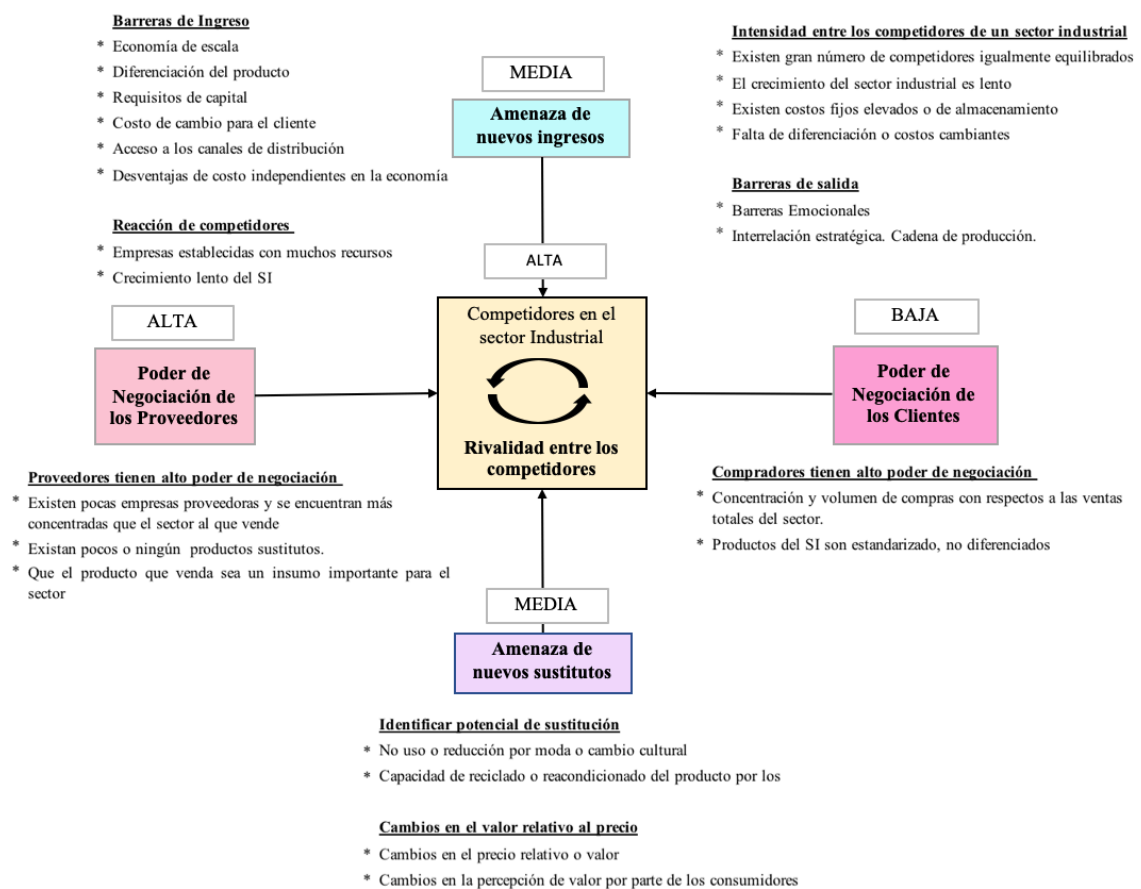 Barreras de Ingreso
* Economía de escala
* Diferenciación del producto
* Requisitos de capital
* Costo de cambio para el cliente
* Acceso a los canales de distribución
* Desventajas de costo independientes en la economía
Reacción de competidores
* Empresas establecidas con muchos recursos
* Crecimiento lento del SI
MEDIA
Amenaza de
nuevos ingresos
Intensidad entre los competidores de un sector industrial
* Existen gran número de competidores igualmente equilibrados
* El crecimiento del sector industrial es lento
* Existen costos fijos elevados o de almacenamiento
* Falta de diferenciación o costos cambiantes
Barreras de salida
* Barreras Emocionales
* Interrelación estratégica. Cadena de producción.
ALTA
Poder de
Negociación de
los Proveedores
ALTA
Competidores en el
sector Industrial
Rivalidad entre los
competidores
BAJA
Poder de
Negociación de
los Clientes
Proveedores tienen alto poder de negociación
* Existen pocas empresas proveedoras y se encuentran más
concentradas que el sector al que vende
* Existan pocos o ningún productos sustitutos.
* Que el producto que venda sea un insumo importante para el
sector
Compradores tienen alto poder de negociación
* Concentración y volumen de compras con respectos a las ventas
totales del sector.
* Productos del SI son estandarizado, no diferenciados
MEDIA
Amenaza de
nuevos sustitutos
Identificar potencial de sustitución
* No uso o reducción por moda o cambio cultural
* Capacidad de reciclado o reacondicionado del producto por los
Cambios en el valor relativo al precio
* Cambios en el precio relativo o valor
* Cambios en la percepción de valor por parte de los consumidores